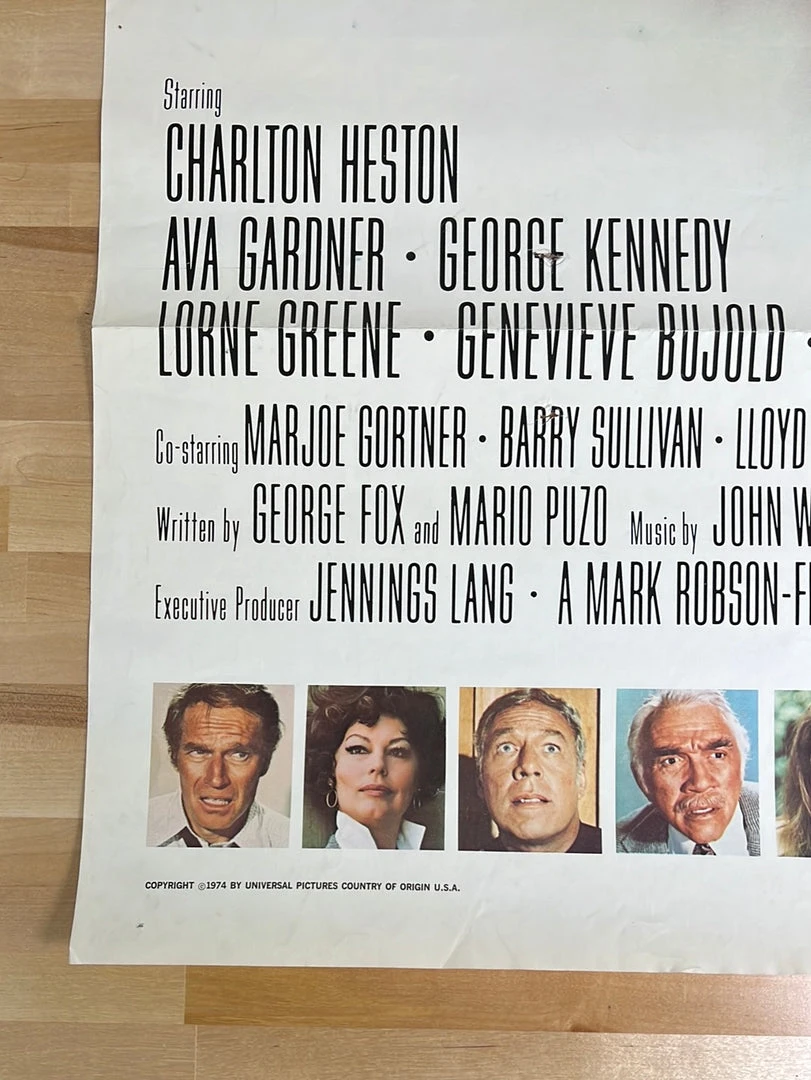 Starring
CHARLTON HESTON
AVA GARDNER • GEORGE KENNEDY
LORNE GREENE • GENEVIEVE BUJOLD •
Co-starring MARJOE GORTNER • BARRY SULLIVAN • LLOYD
Written by GEORGE FOX and MARIO PUZO Music by JOHN W
Executive Producer JENNINGS LANG • A MARK ROBSON-FI
COPYRIGHT ©1974 BY UNIVERSAL PICTURES COUNTRY OF ORIGIN U.S.A.